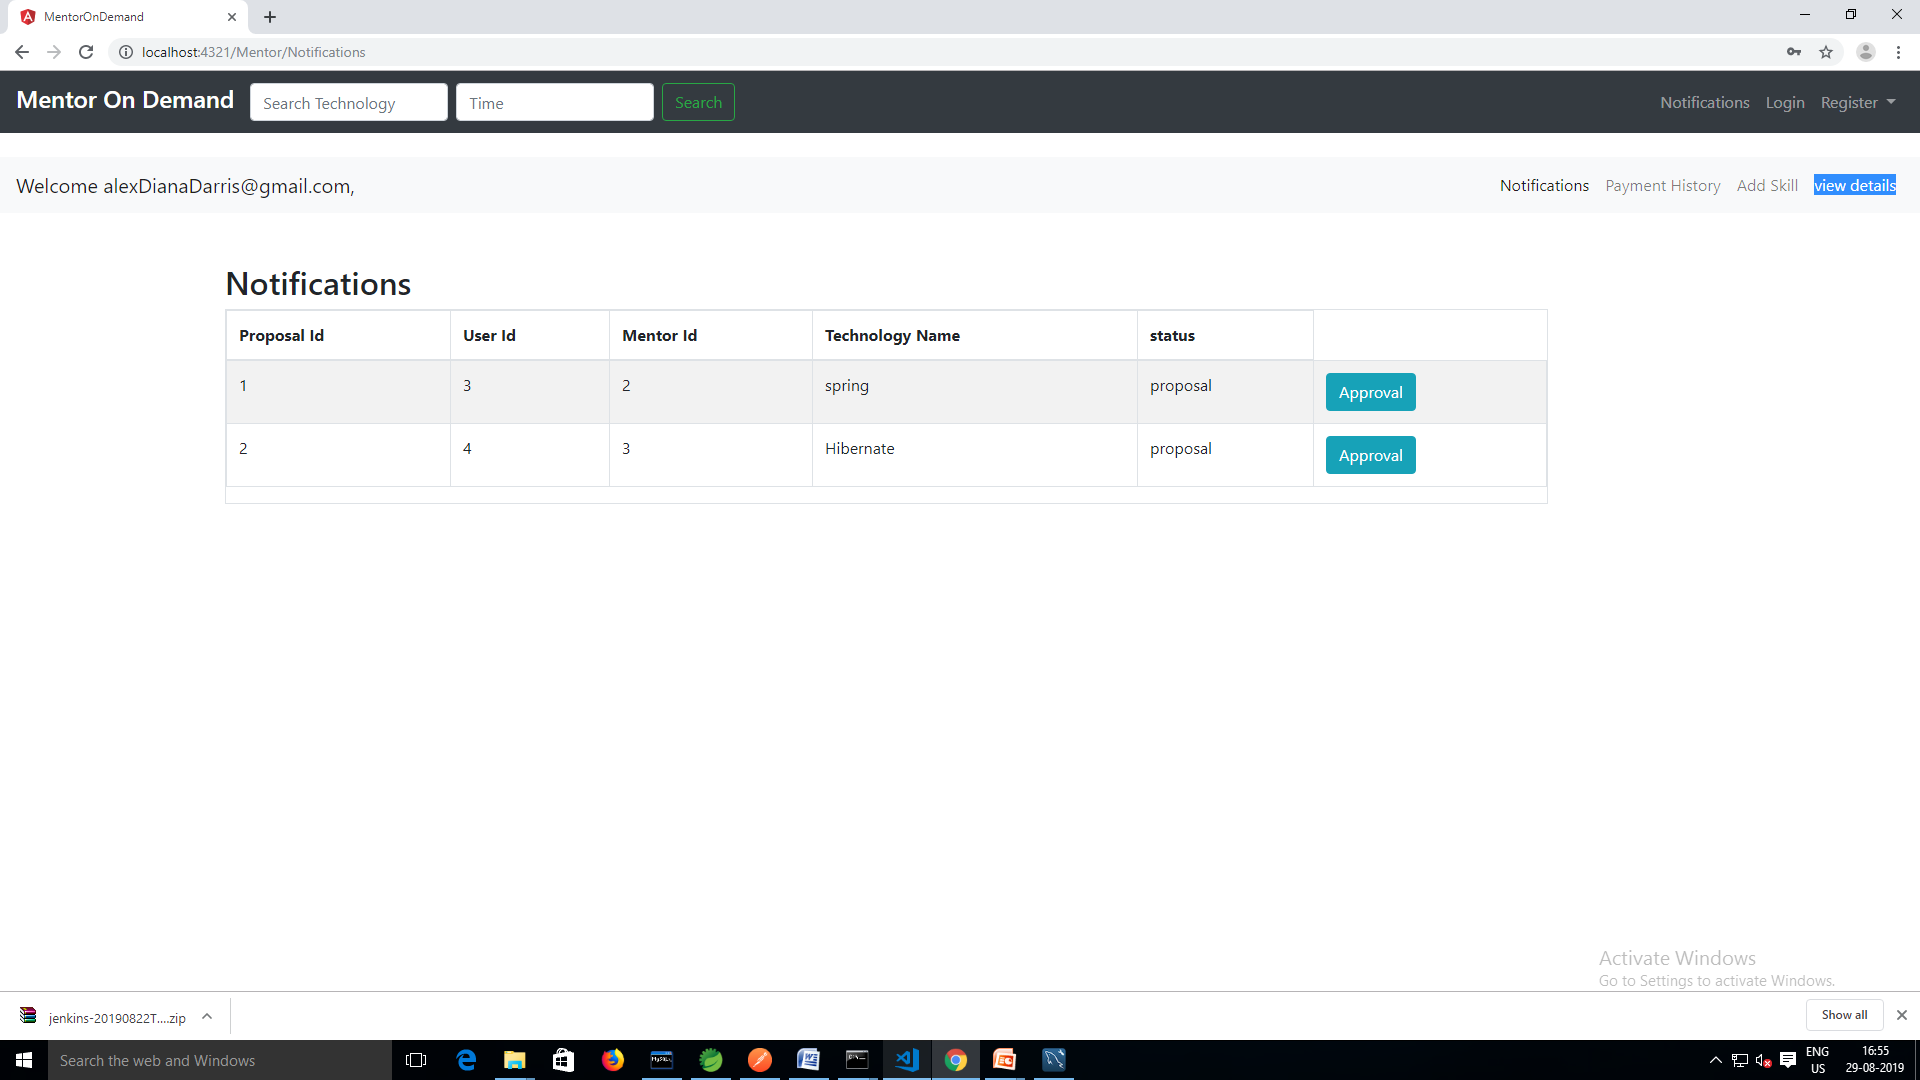 MentorOnDemand
localhost:4321/Mentor/Notifications
Mentor On Demand Search Technology Time Search Notifications Login Register
Welcome alexDianaDarris@gmail.com, Notifications Payment History Add Skill view details
Notifications
Proposal Id User Id Mentor Id Technology Name status
1 3 2 spring proposal Approval
2 4 3 Hibernate proposal Approval
Activate Windows
Go to Settings to activate Windows.
jenkins-20190822T....zip Show all
Search the web and Windows
ENG 16:55
US 29-08-2019